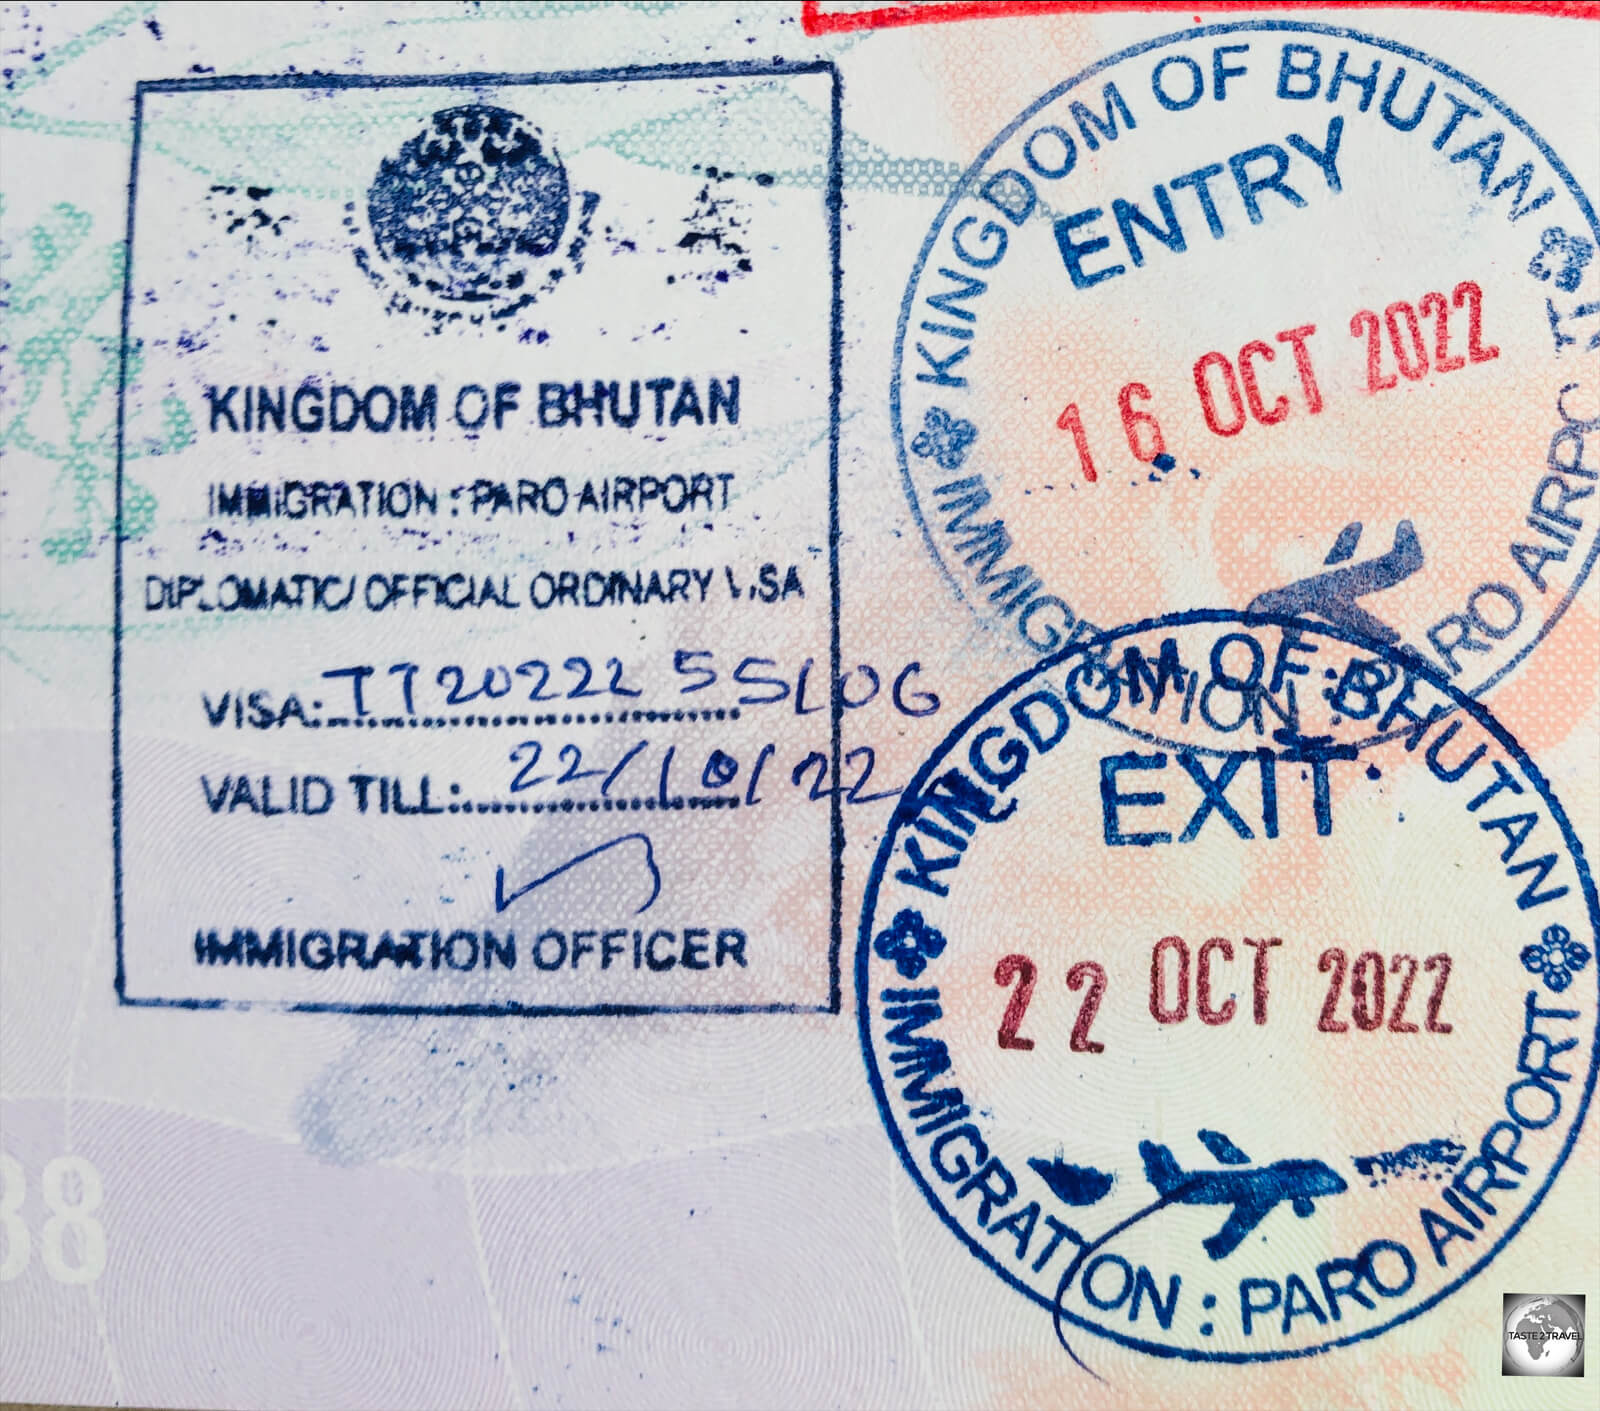 KINGDOM OF BHUTAN
IMMIGRATION : PARO AIRPORT
DIPLOMATIC/ OFFICIAL ORDINARY VISA
VISA: TT20222 55106
VALID TILL: 22/10/22
IMMIGRATION OFFICER
KINGDOM OF BHUTAN
ENTRY
16 OCT 2022
IMMIGRATION : PARO AIRPORT
KINGDOM OF BHUTAN
EXIT
22 OCT 2022
IMMIGRATION : PARO AIRPORT
38
TASTE2TRAVEL